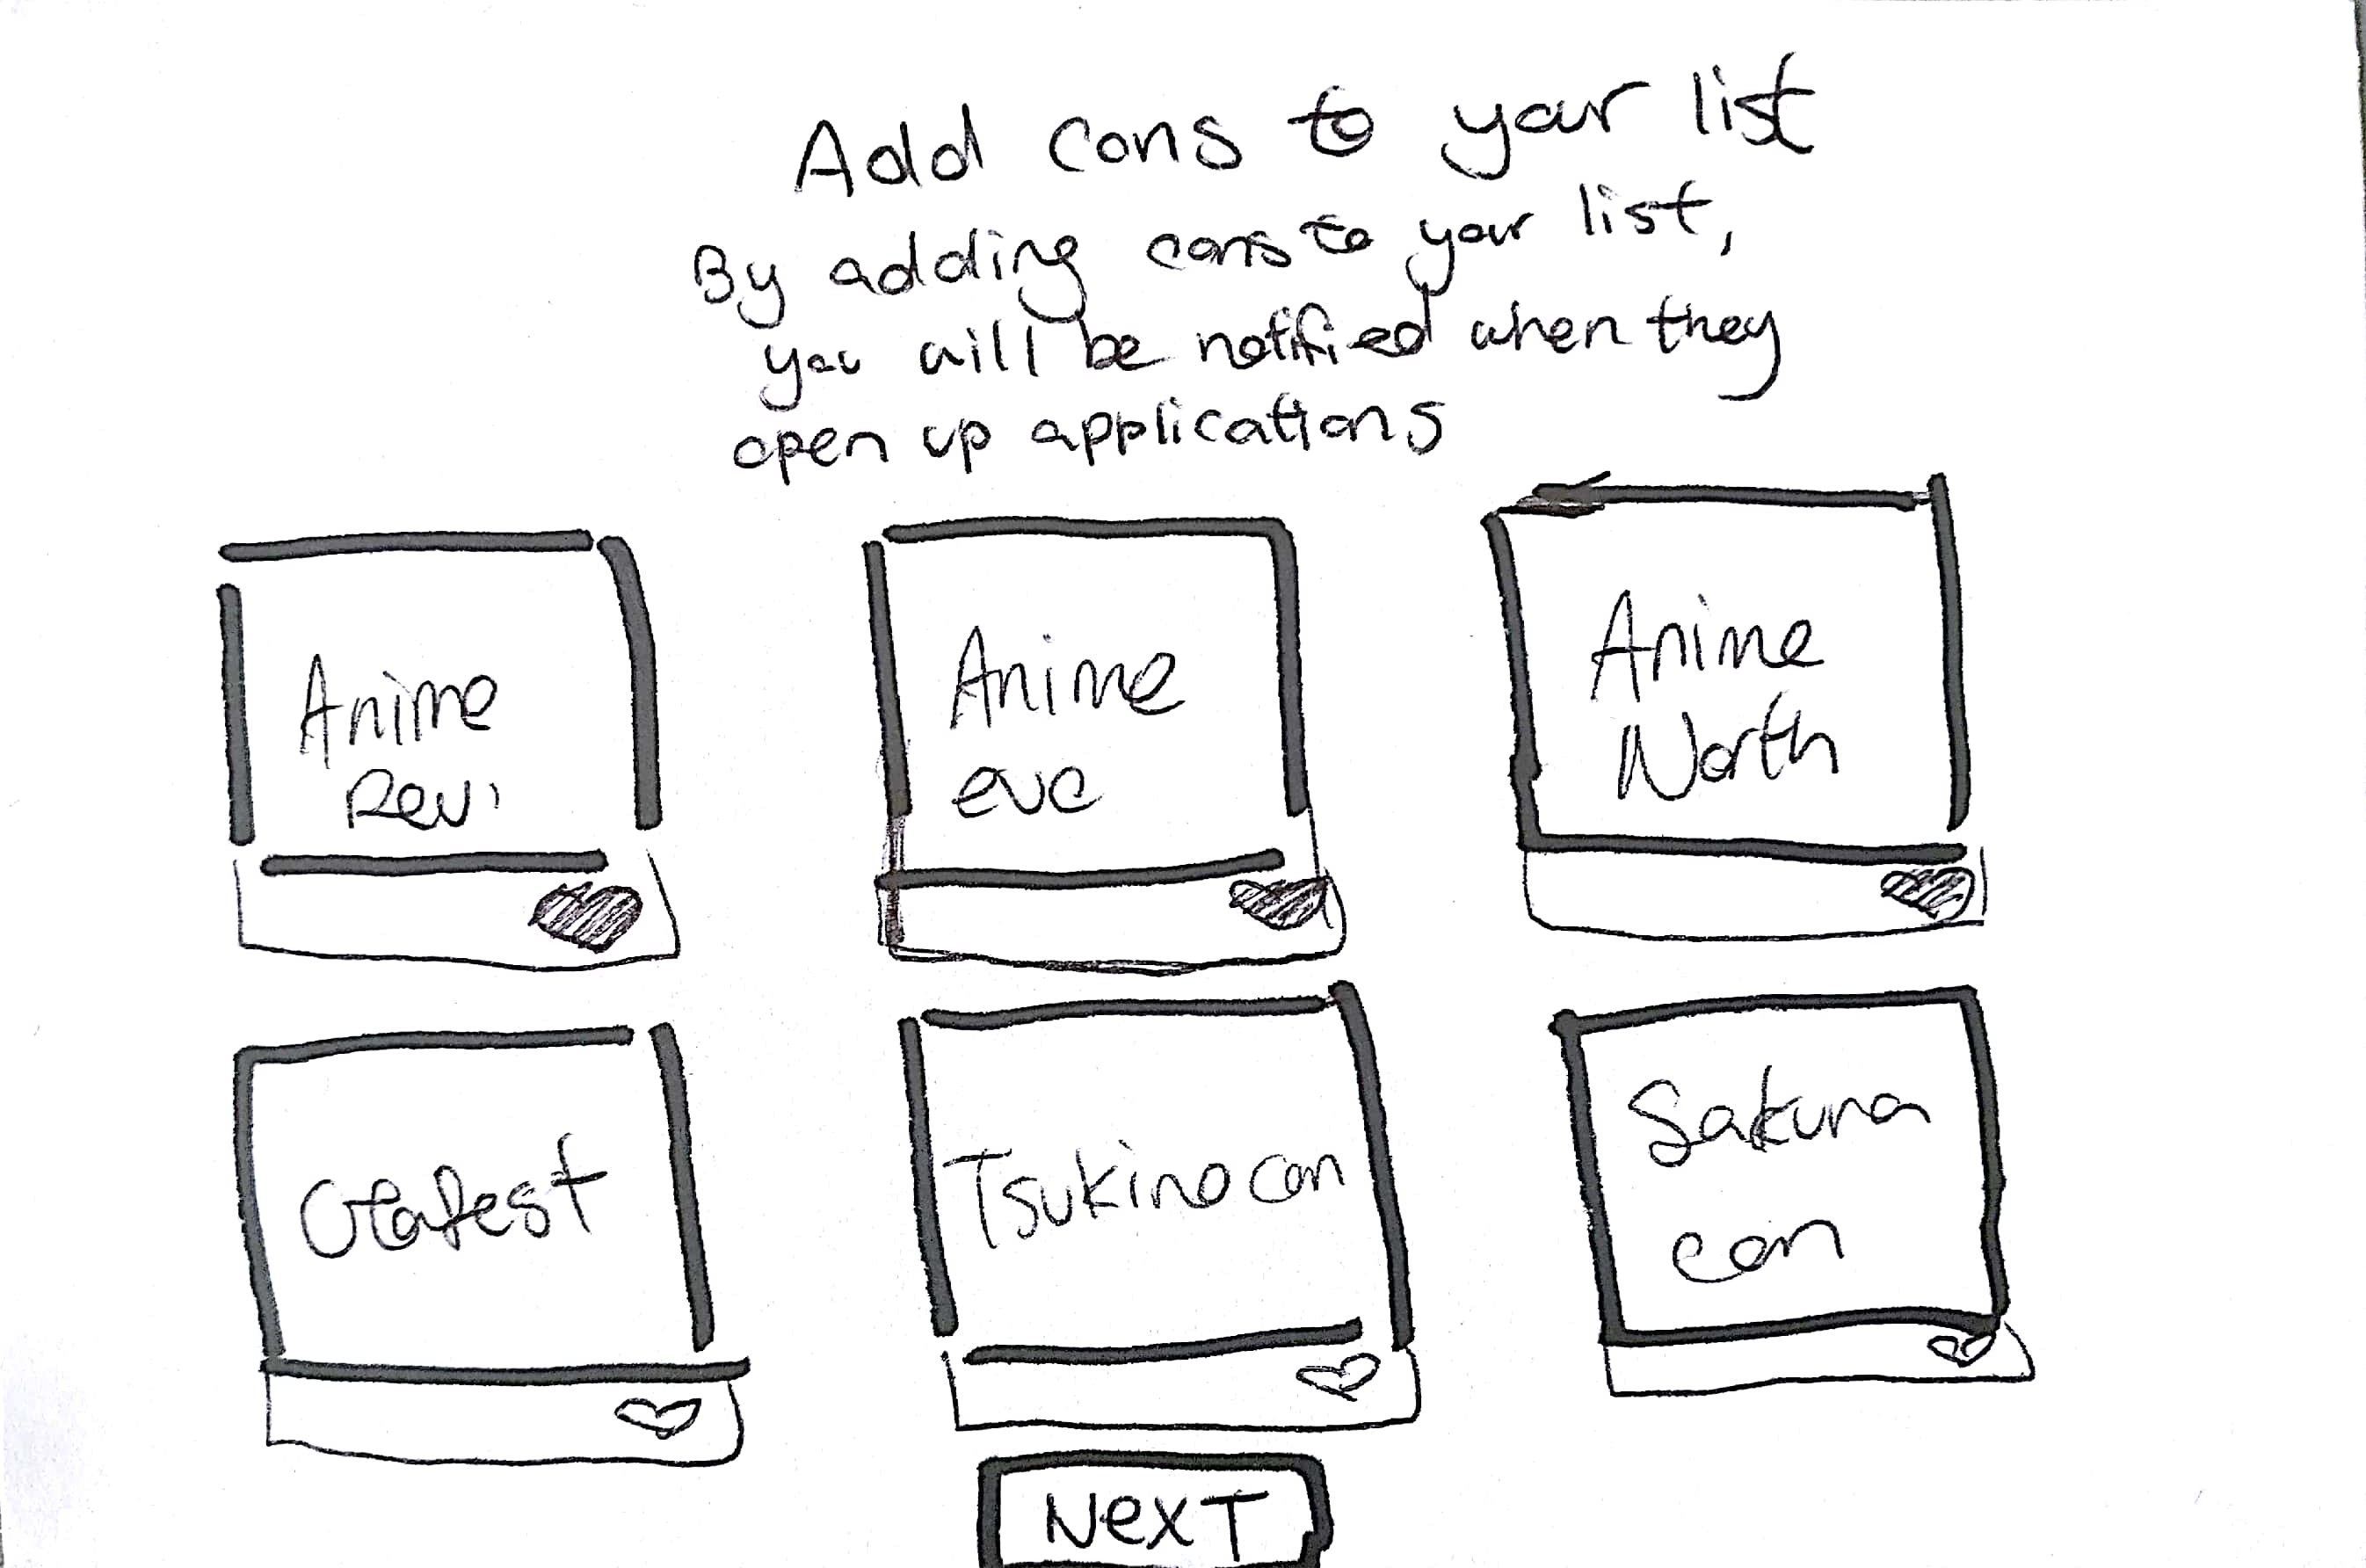 Add cons to your list
By adding cons to your list,
you will be notified when they
open up applications
Anime
Revi
Anime
eve
Anime
North
Otafest
Tsukino con
Sakura
con
NexT